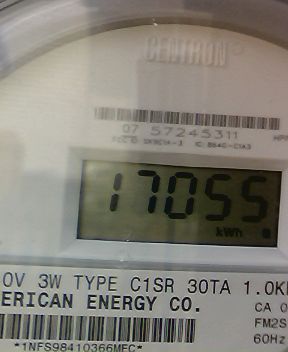 CENTRON®
07 57245311
17055
kWh
0V 3W TYPE C1SR 30TA 1.0K
ERICAN ENERGY CO.
CA 0
FM2S
60Hz
*1NFS98410366MFC*